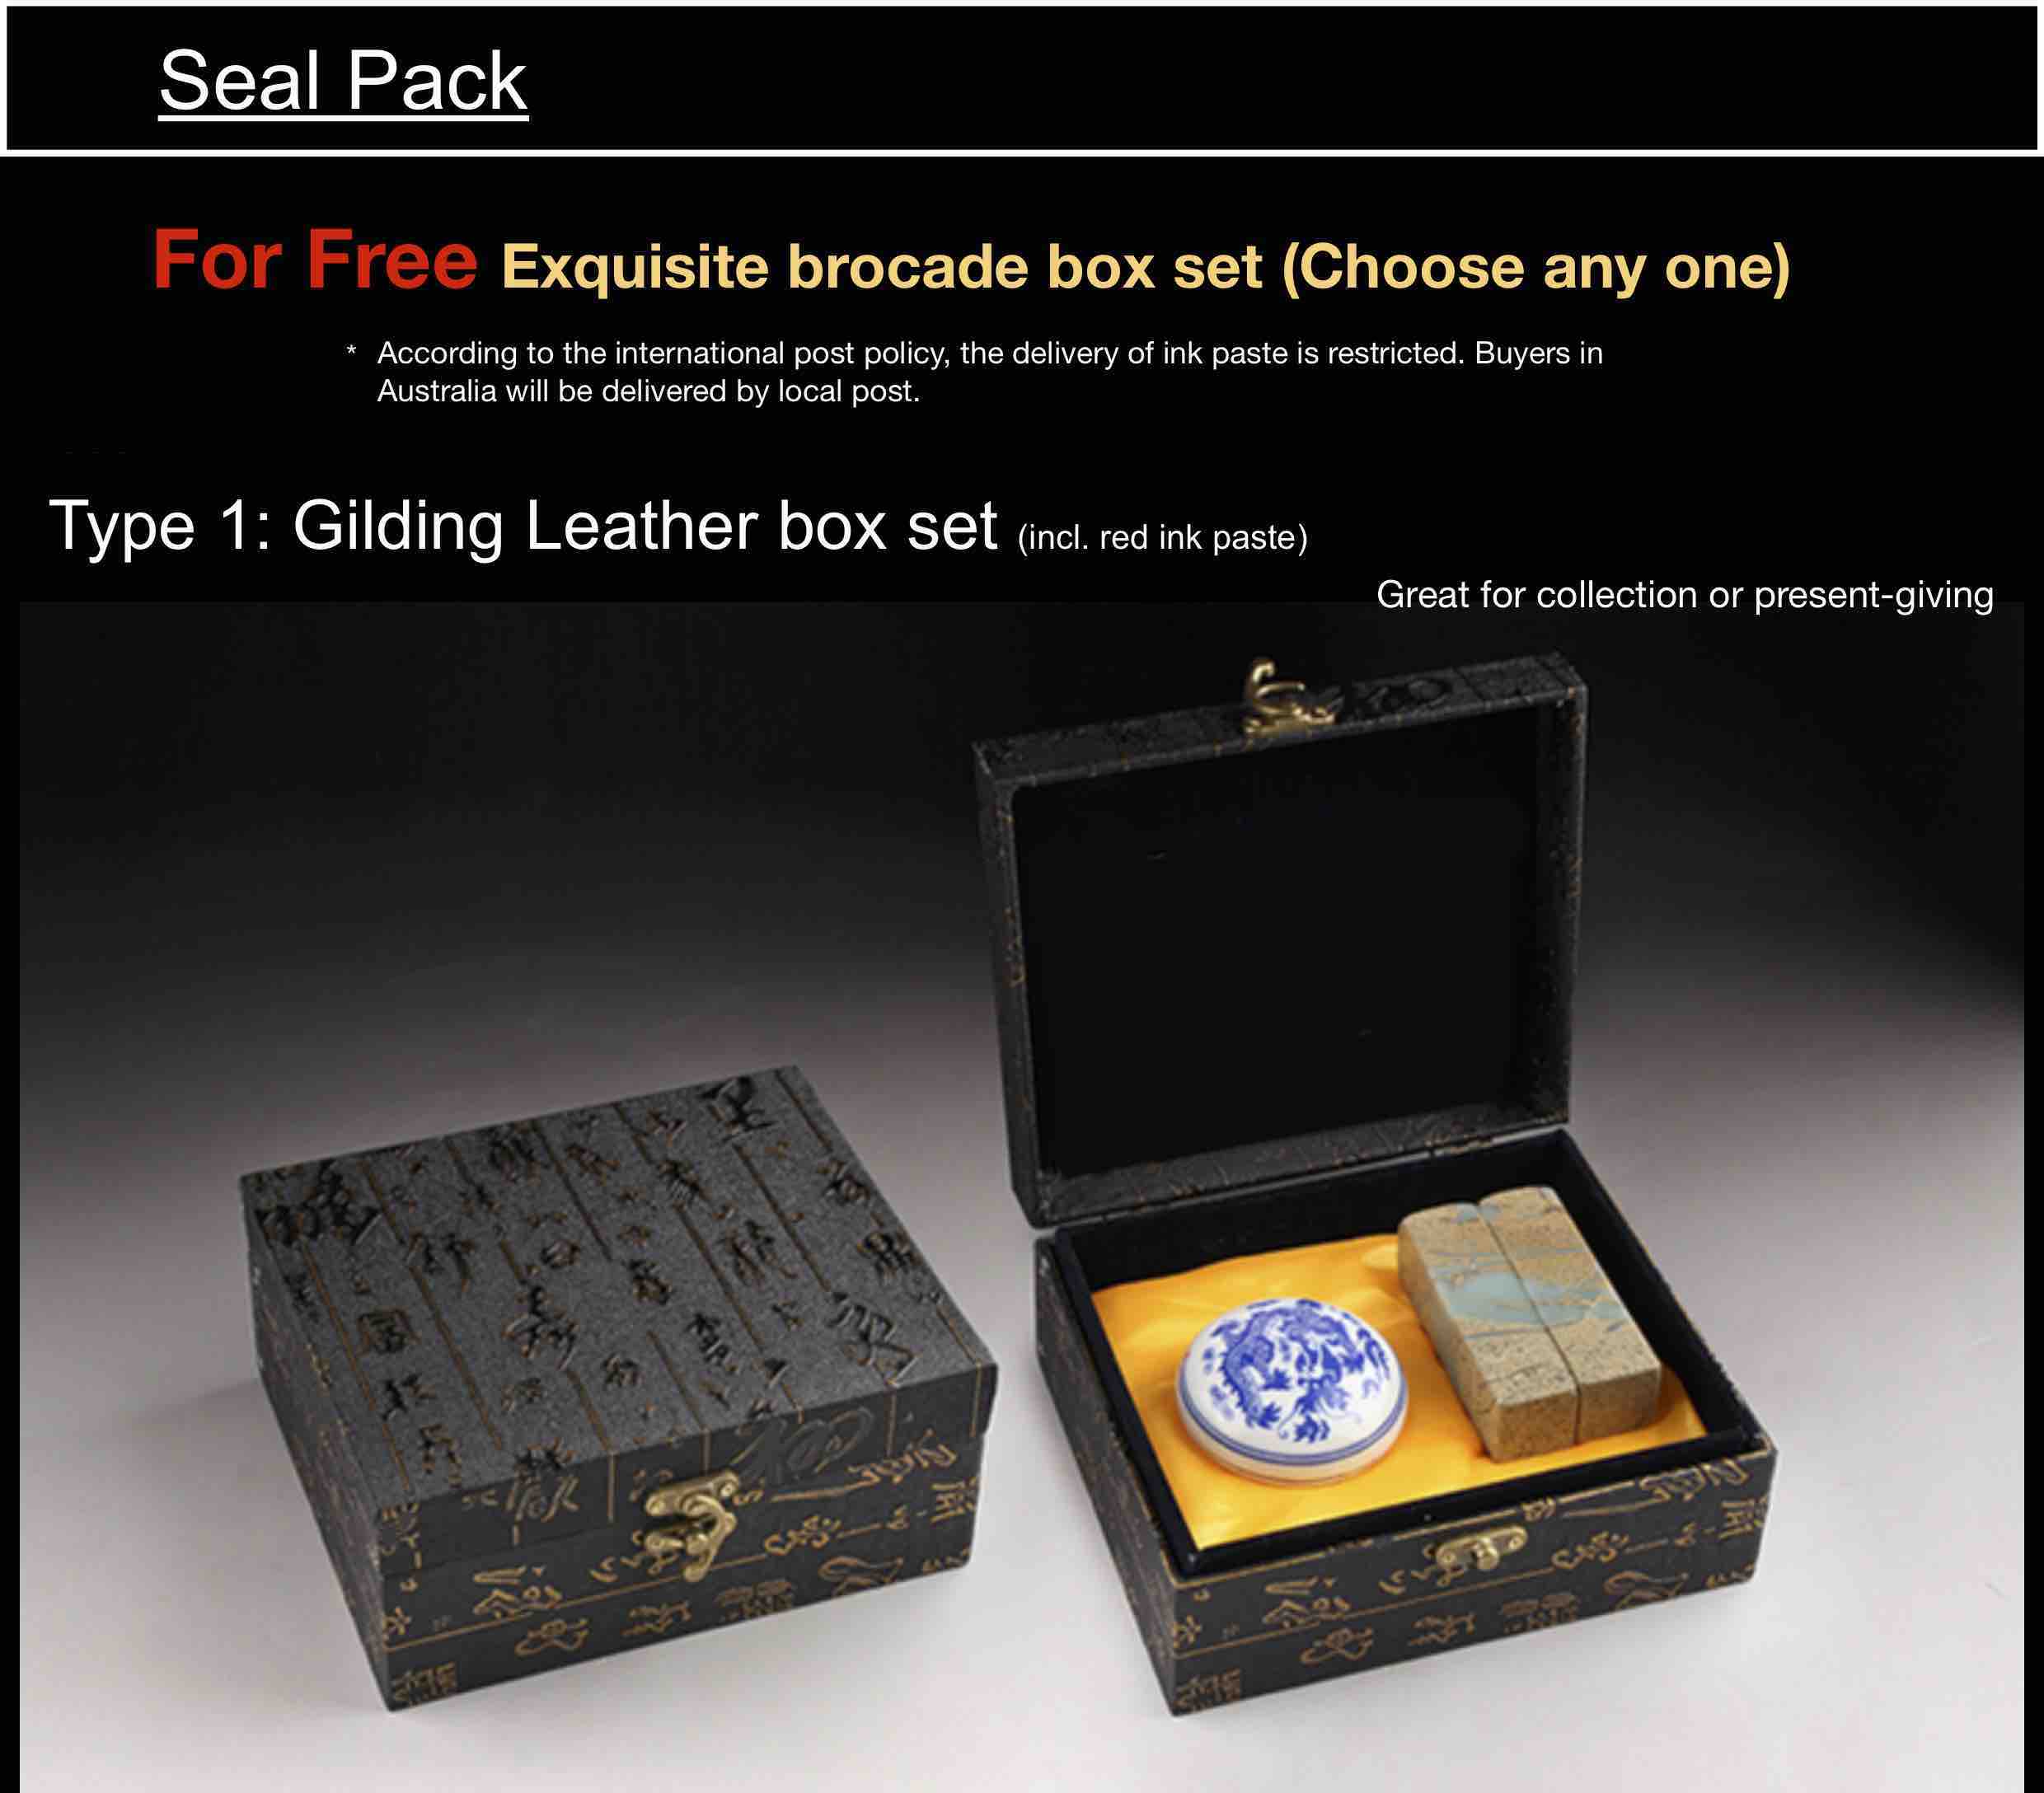 Seal Pack
For Free Exquisite brocade box set (Choose any one)
* According to the international post policy, the delivery of ink paste is restricted. Buyers in
Australia will be delivered by local post.
Type 1: Gilding Leather box set (incl. red ink paste)
Great for collection or present-giving